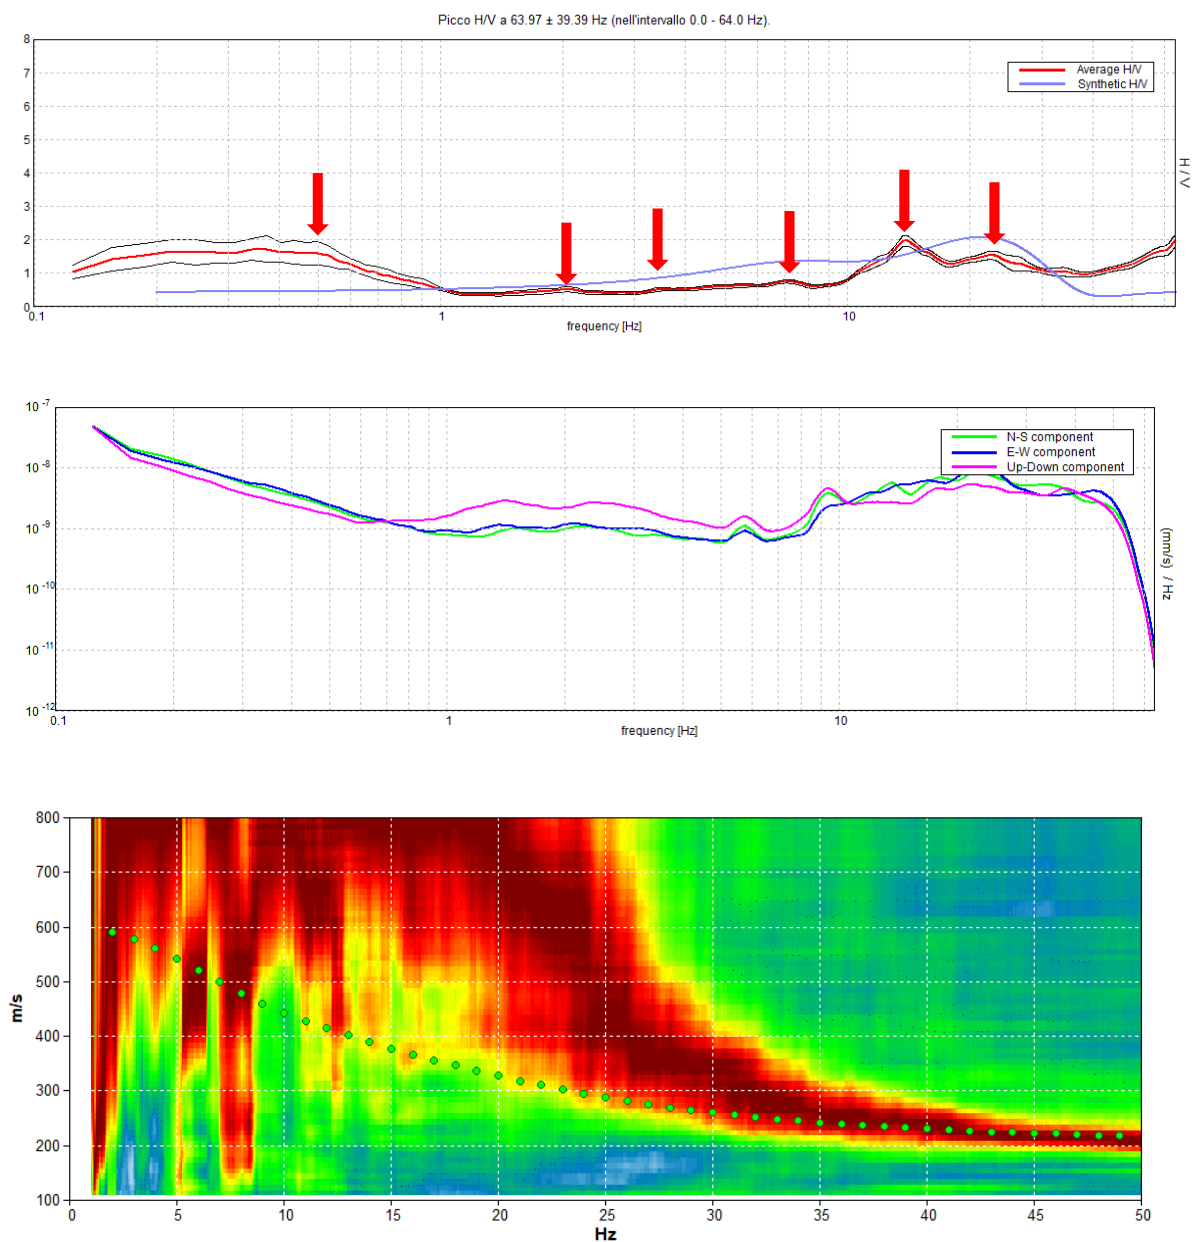 Picco H/V a 63.97 ± 39.39 Hz (nell'intervallo 0.0 - 64.0 Hz).
8
7
6
5
4
3
2
1
0
Average H/V
Synthetic H/V
H / V
0.1 1 10
frequency [Hz]
10 -7
10 -8
10 -9
10 -10
10 -11
10 -12
N-S component
E-W component
Up-Down component
(mm/s) / Hz
0.1 1 10
frequency [Hz]
800
700
600
500
400
300
200
100
m/s
0 5 10 15 20 25 30 35 40 45 50
Hz